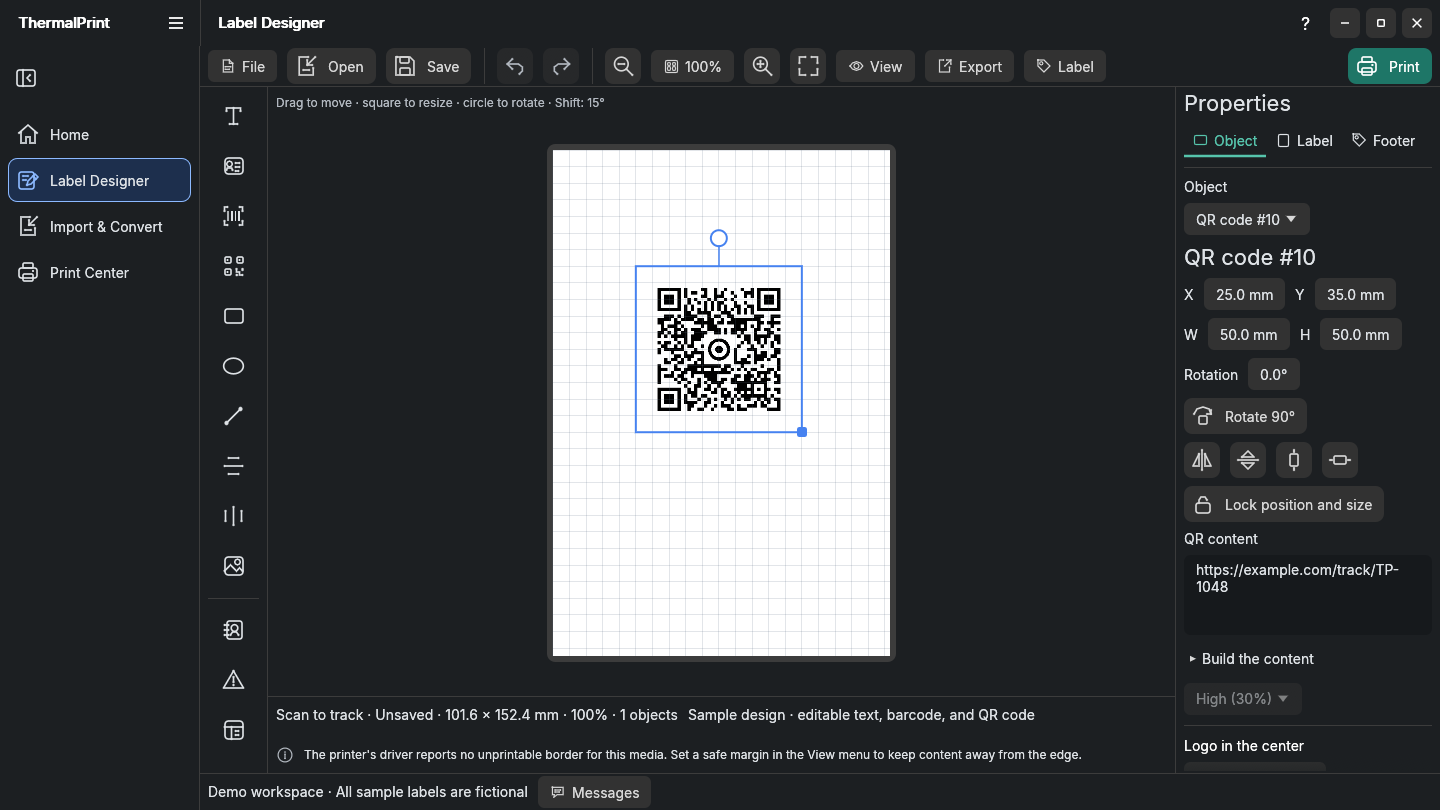 ThermalPrint
Label Designer
?
File
Open
Save
100%
View
Export
Label
Print
Home
Label Designer
Import & Convert
Print Center
Drag to move · square to resize · circle to rotate · Shift: 15°
Properties
Object
Label
Footer
Object
QR code #10
QR code #10
X 25.0 mm Y 35.0 mm
W 50.0 mm H 50.0 mm
Rotation 0.0°
Rotate 90°
Lock position and size
QR content
https://example.com/track/TP-
1048
Build the content
High (30%)
Logo in the center
Scan to track · Unsaved · 101.6 × 152.4 mm · 100% · 1 objects Sample design · editable text, barcode, and QR code
The printer's driver reports no unprintable border for this media. Set a safe margin in the View menu to keep content away from the edge.
Demo workspace · All sample labels are fictional
Messages